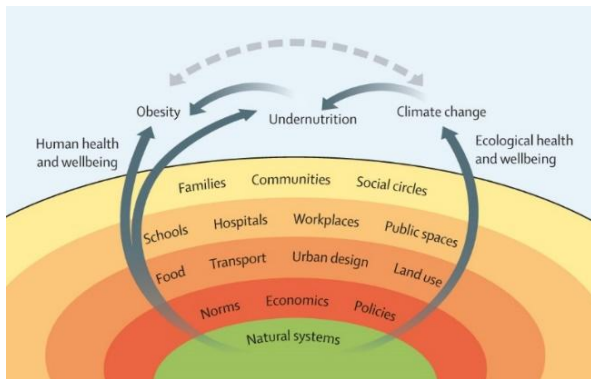 Obesity
Undernutrition
Climate change
Human health
and wellbeing
Ecological health
and wellbeing
Families Communities Social circles
Schools Hospitals Workplaces Public spaces
Food Transport Urban design Land use
Norms Economics Policies
Natural systems